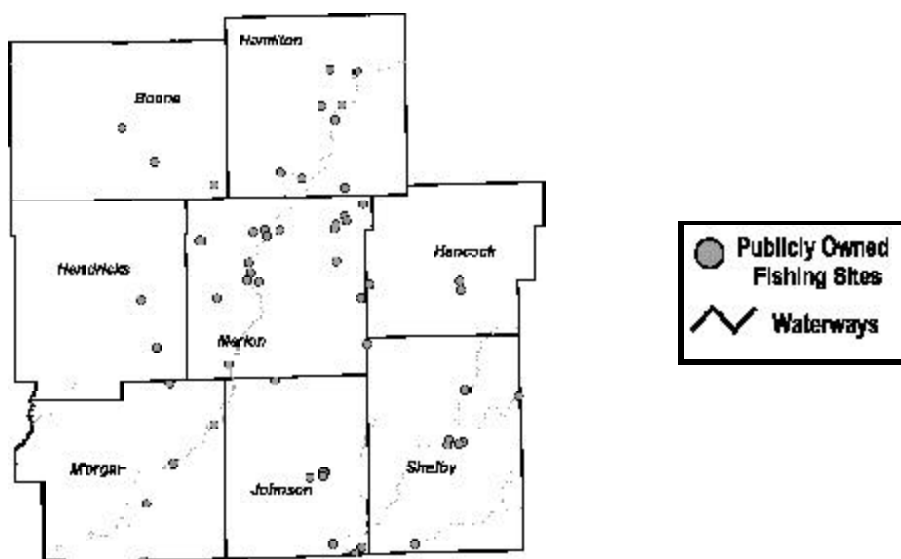 Hamilton
Boone
Hendricks
Hancock
Marion
Morgan
Johnson
Shelby
Publicly Owned
Fishing Sites
Waterways